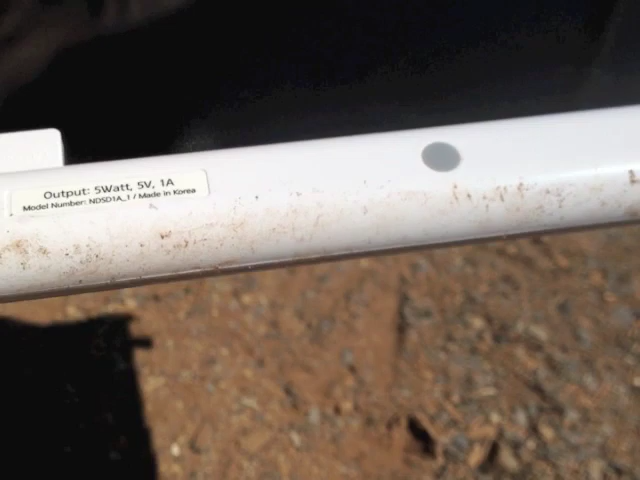 Output: 5Watt, 5V, 1A
Model Number: NDSD1A_1 / Made in Korea